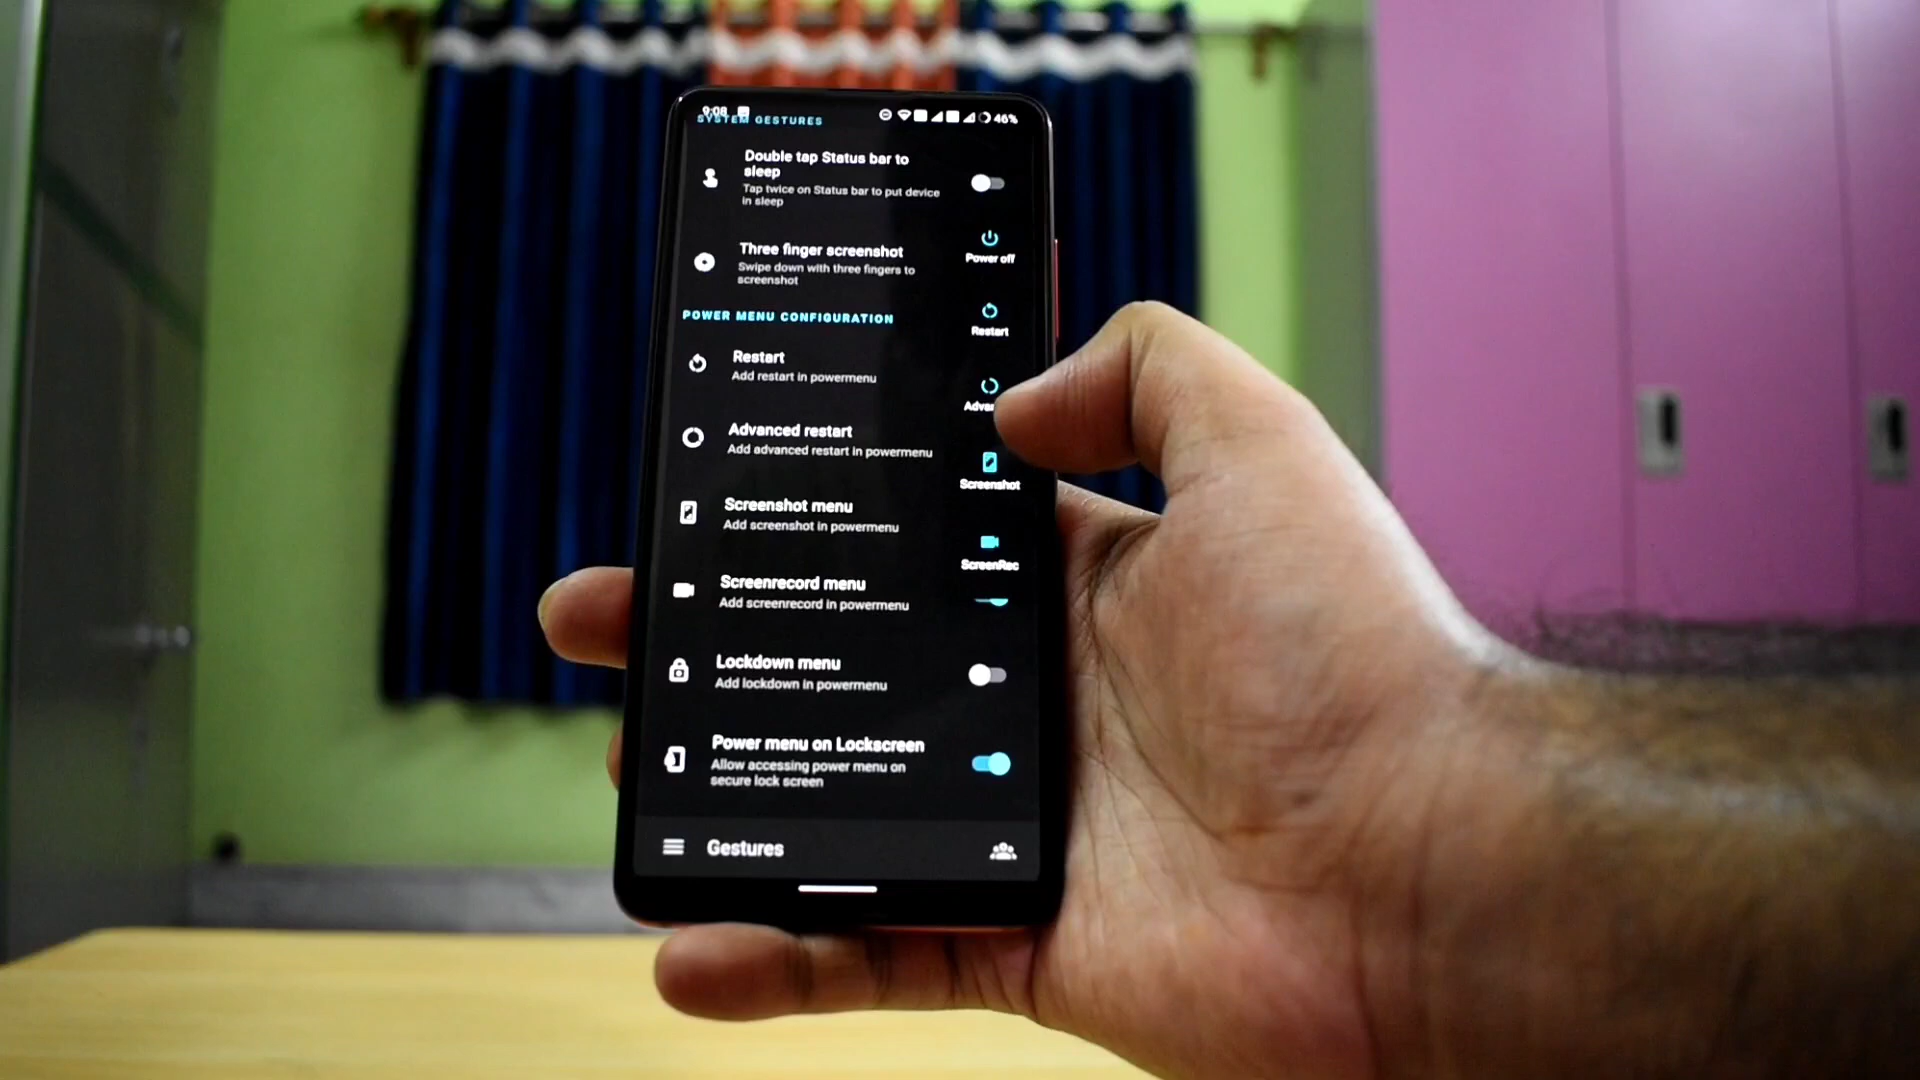 9:08
46%
SYSTEM GESTURES
Double tap Status bar to
sleep
Tap twice on Status bar to put device
in sleep
Three finger screenshot
Swipe down with three fingers to
screenshot
POWER MENU CONFIGURATION
Restart
Add restart in powermenu
Advanced restart
Add advanced restart in powermenu
Screenshot menu
Add screenshot in powermenu
Screenrecord menu
Add screenrecord in powermenu
Lockdown menu
Add lockdown in powermenu
Power menu on Lockscreen
Allow accessing power menu on
secure lock screen
Gestures
Power off
Restart
Screenshot
ScreenRec